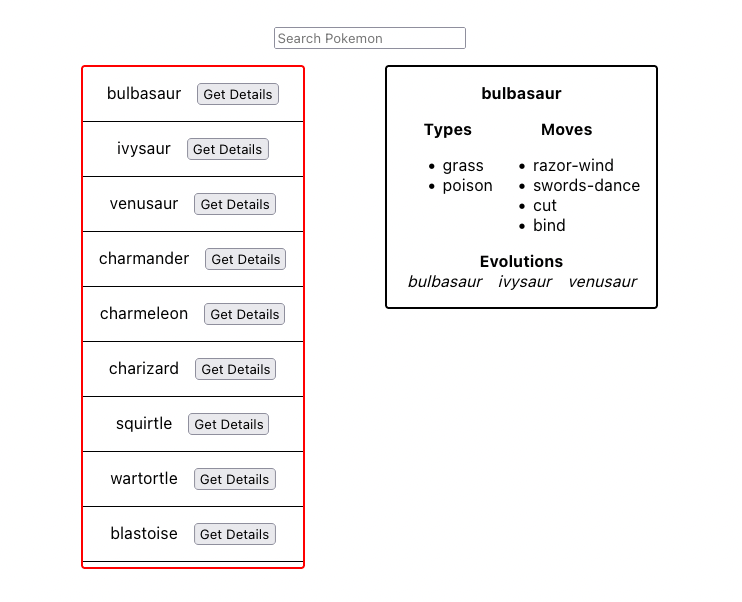 Search Pokemon
bulbasaur Get Details
ivysaur Get Details
venusaur Get Details
charmander Get Details
charmeleon Get Details
charizard Get Details
squirtle Get Details
wartortle Get Details
blastoise Get Details
bulbasaur
Types Moves
grass razor-wind
poison swords-dance
cut
bind
Evolutions
bulbasaur ivysaur venusaur